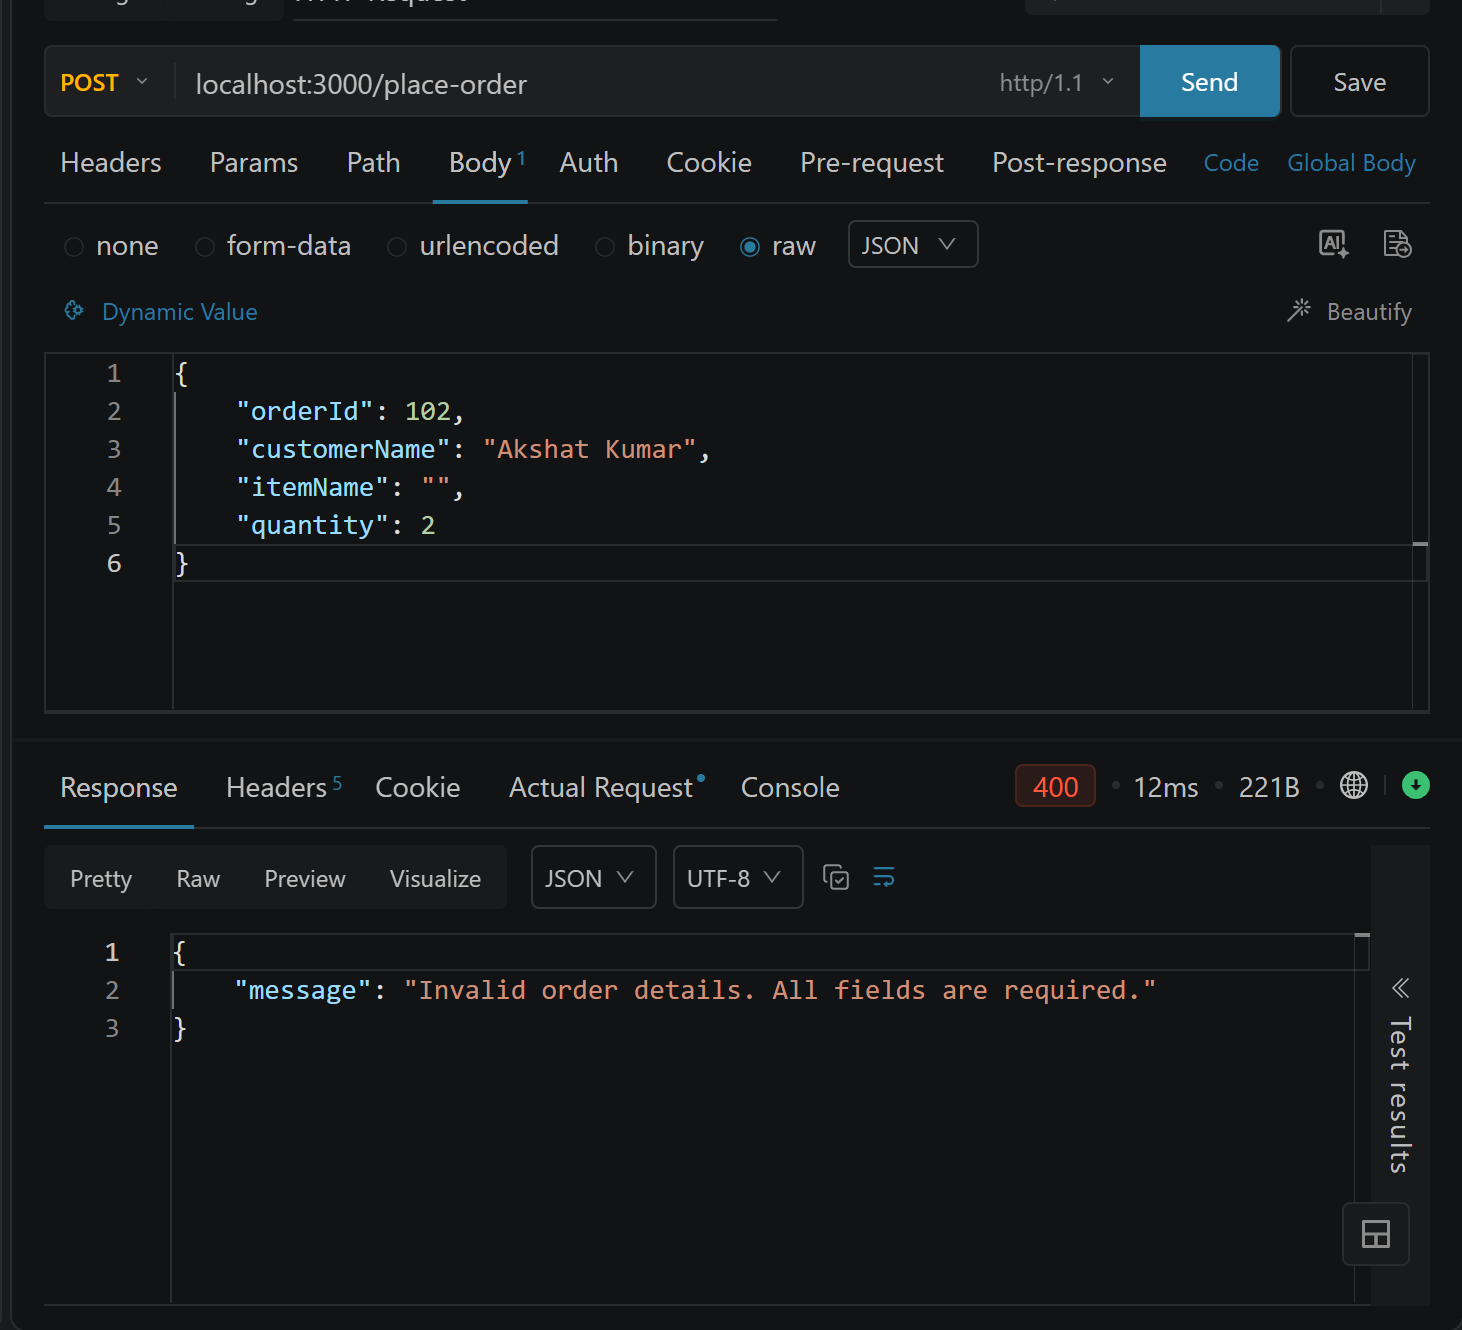 POST localhost:3000/place-order http/1.1 Send Save
Headers Params Path Body 1 Auth Cookie Pre-request Post-response Code Global Body
none form-data urlencoded binary raw JSON AI
Dynamic Value Beautify
1 {
2 "orderId": 102,
3 "customerName": "Akshat Kumar",
4 "itemName": "",
5 "quantity": 2
6 }
Response Headers 5 Cookie Actual Request Console 400 12ms 221B
Pretty Raw Preview Visualize JSON UTF-8
1 {
2 "message": "Invalid order details. All fields are required."
3 }
Test results